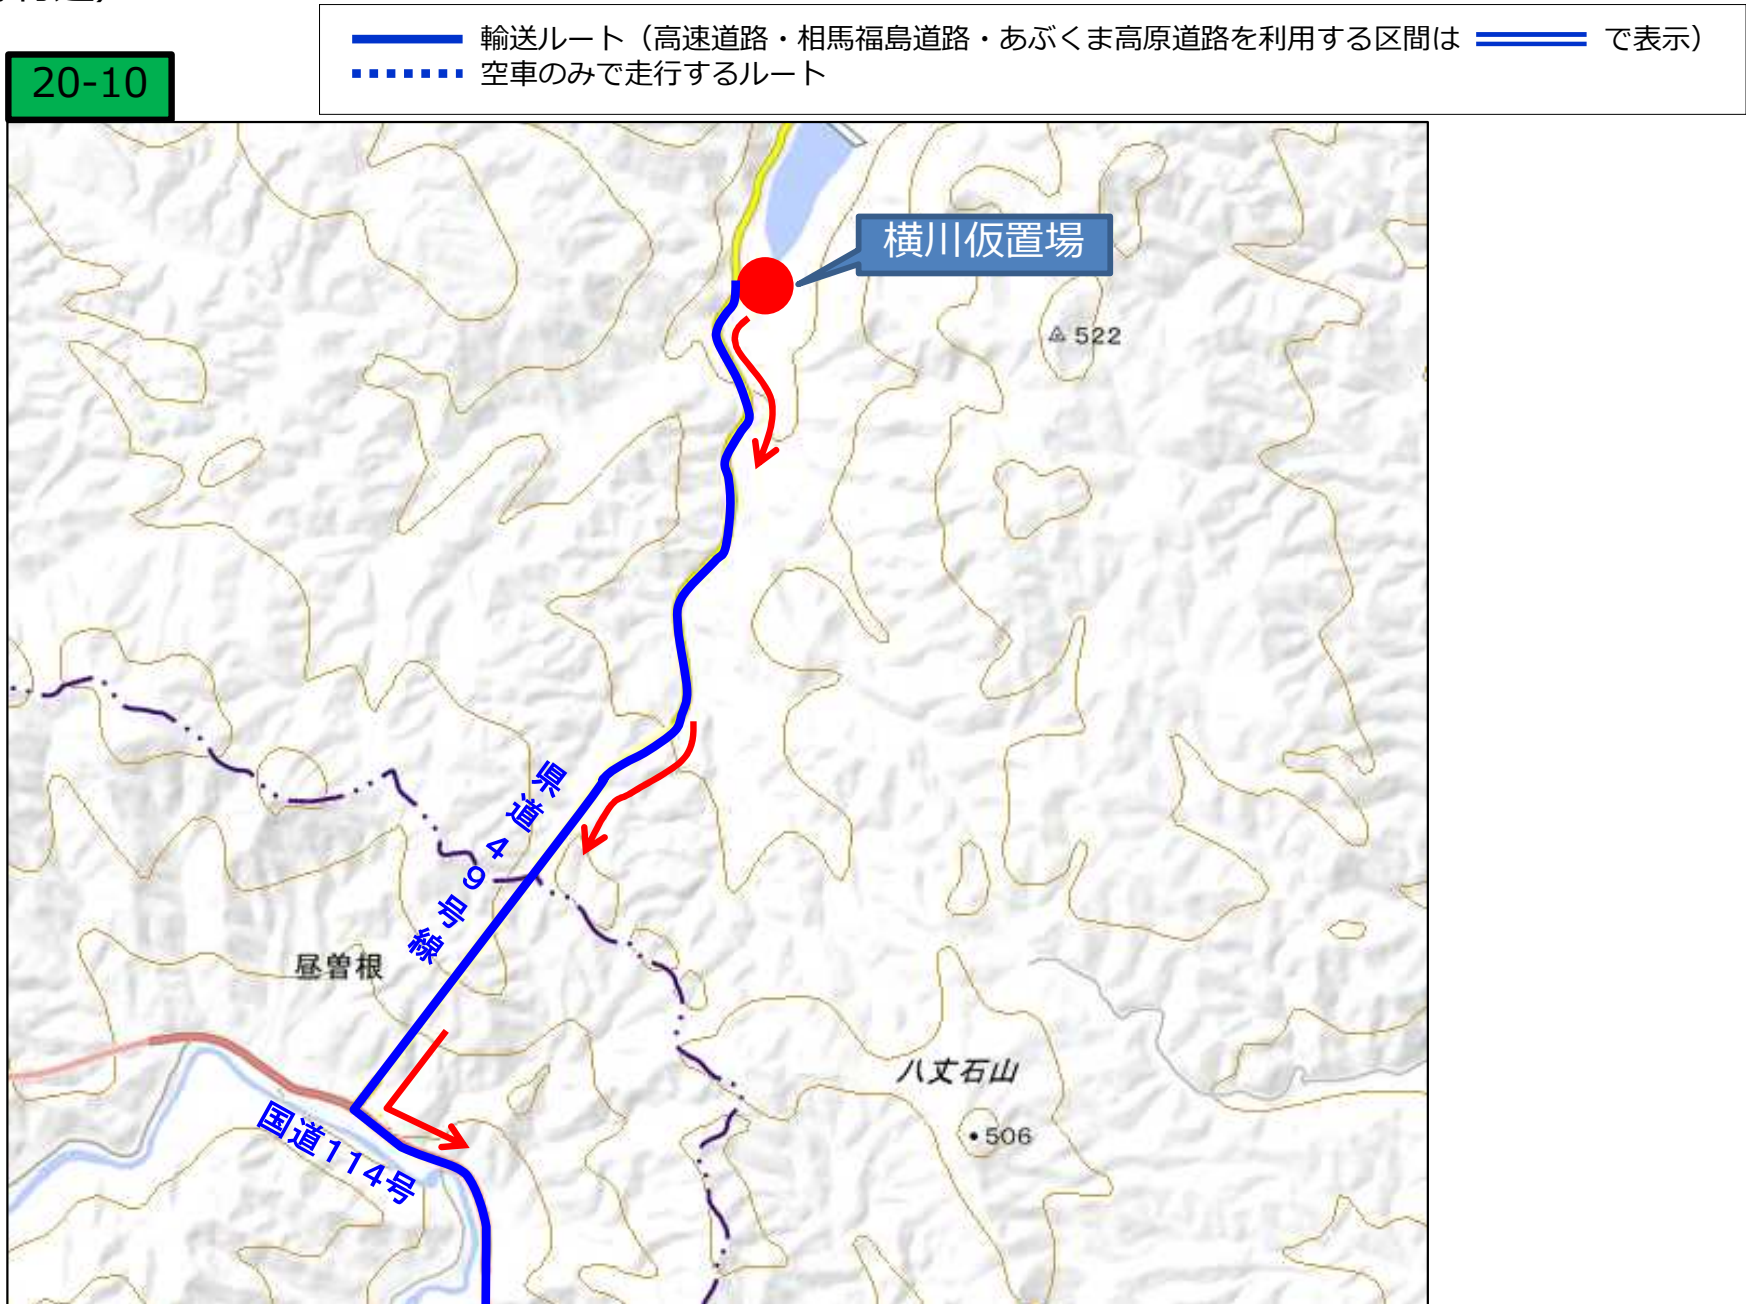 輸送ルート（高速道路・相馬福島道路・あぶくま高原道路を利用する区間は
で表示）
空車のみで走行するルート
20-10
横川仮置場
522
県道４９号線
昼曽根
八丈石山
506
国道１１４号